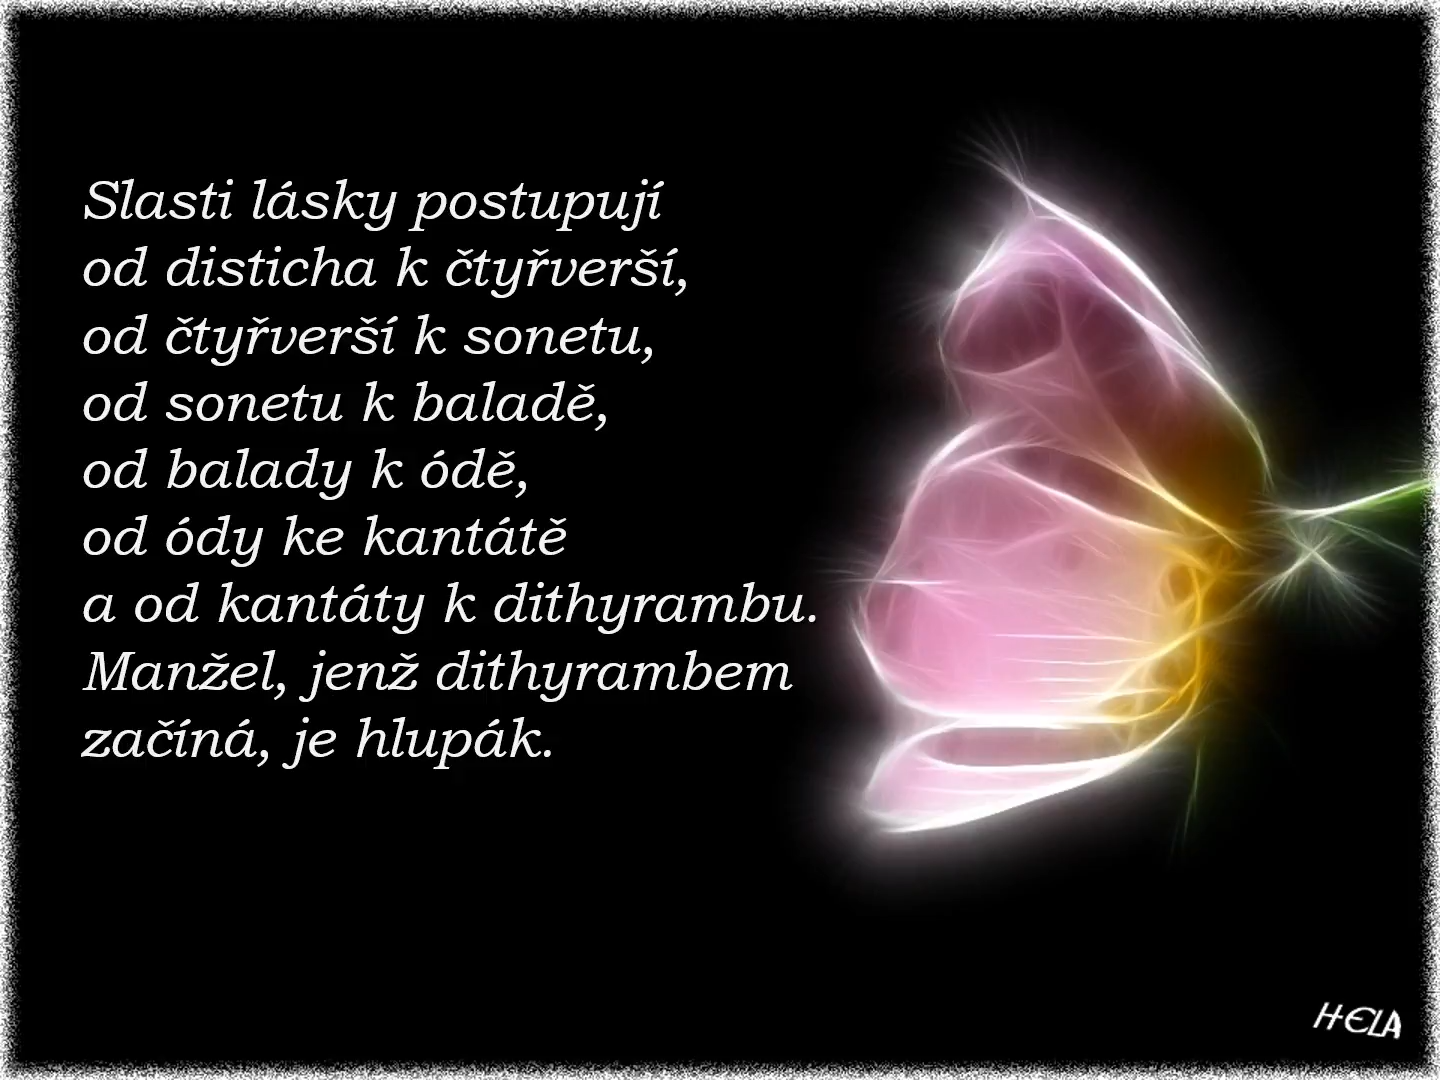 Slasti lásky postupují
od disticha k čtyřverší,
od čtyřverší k sonetu,
od sonetu k baladě,
od balady k ódě,
od ódy ke kantátě
a od kantáty k dithyrambu.
Manžel, jenž dithyrambem
začíná, je hlupák.
HELA